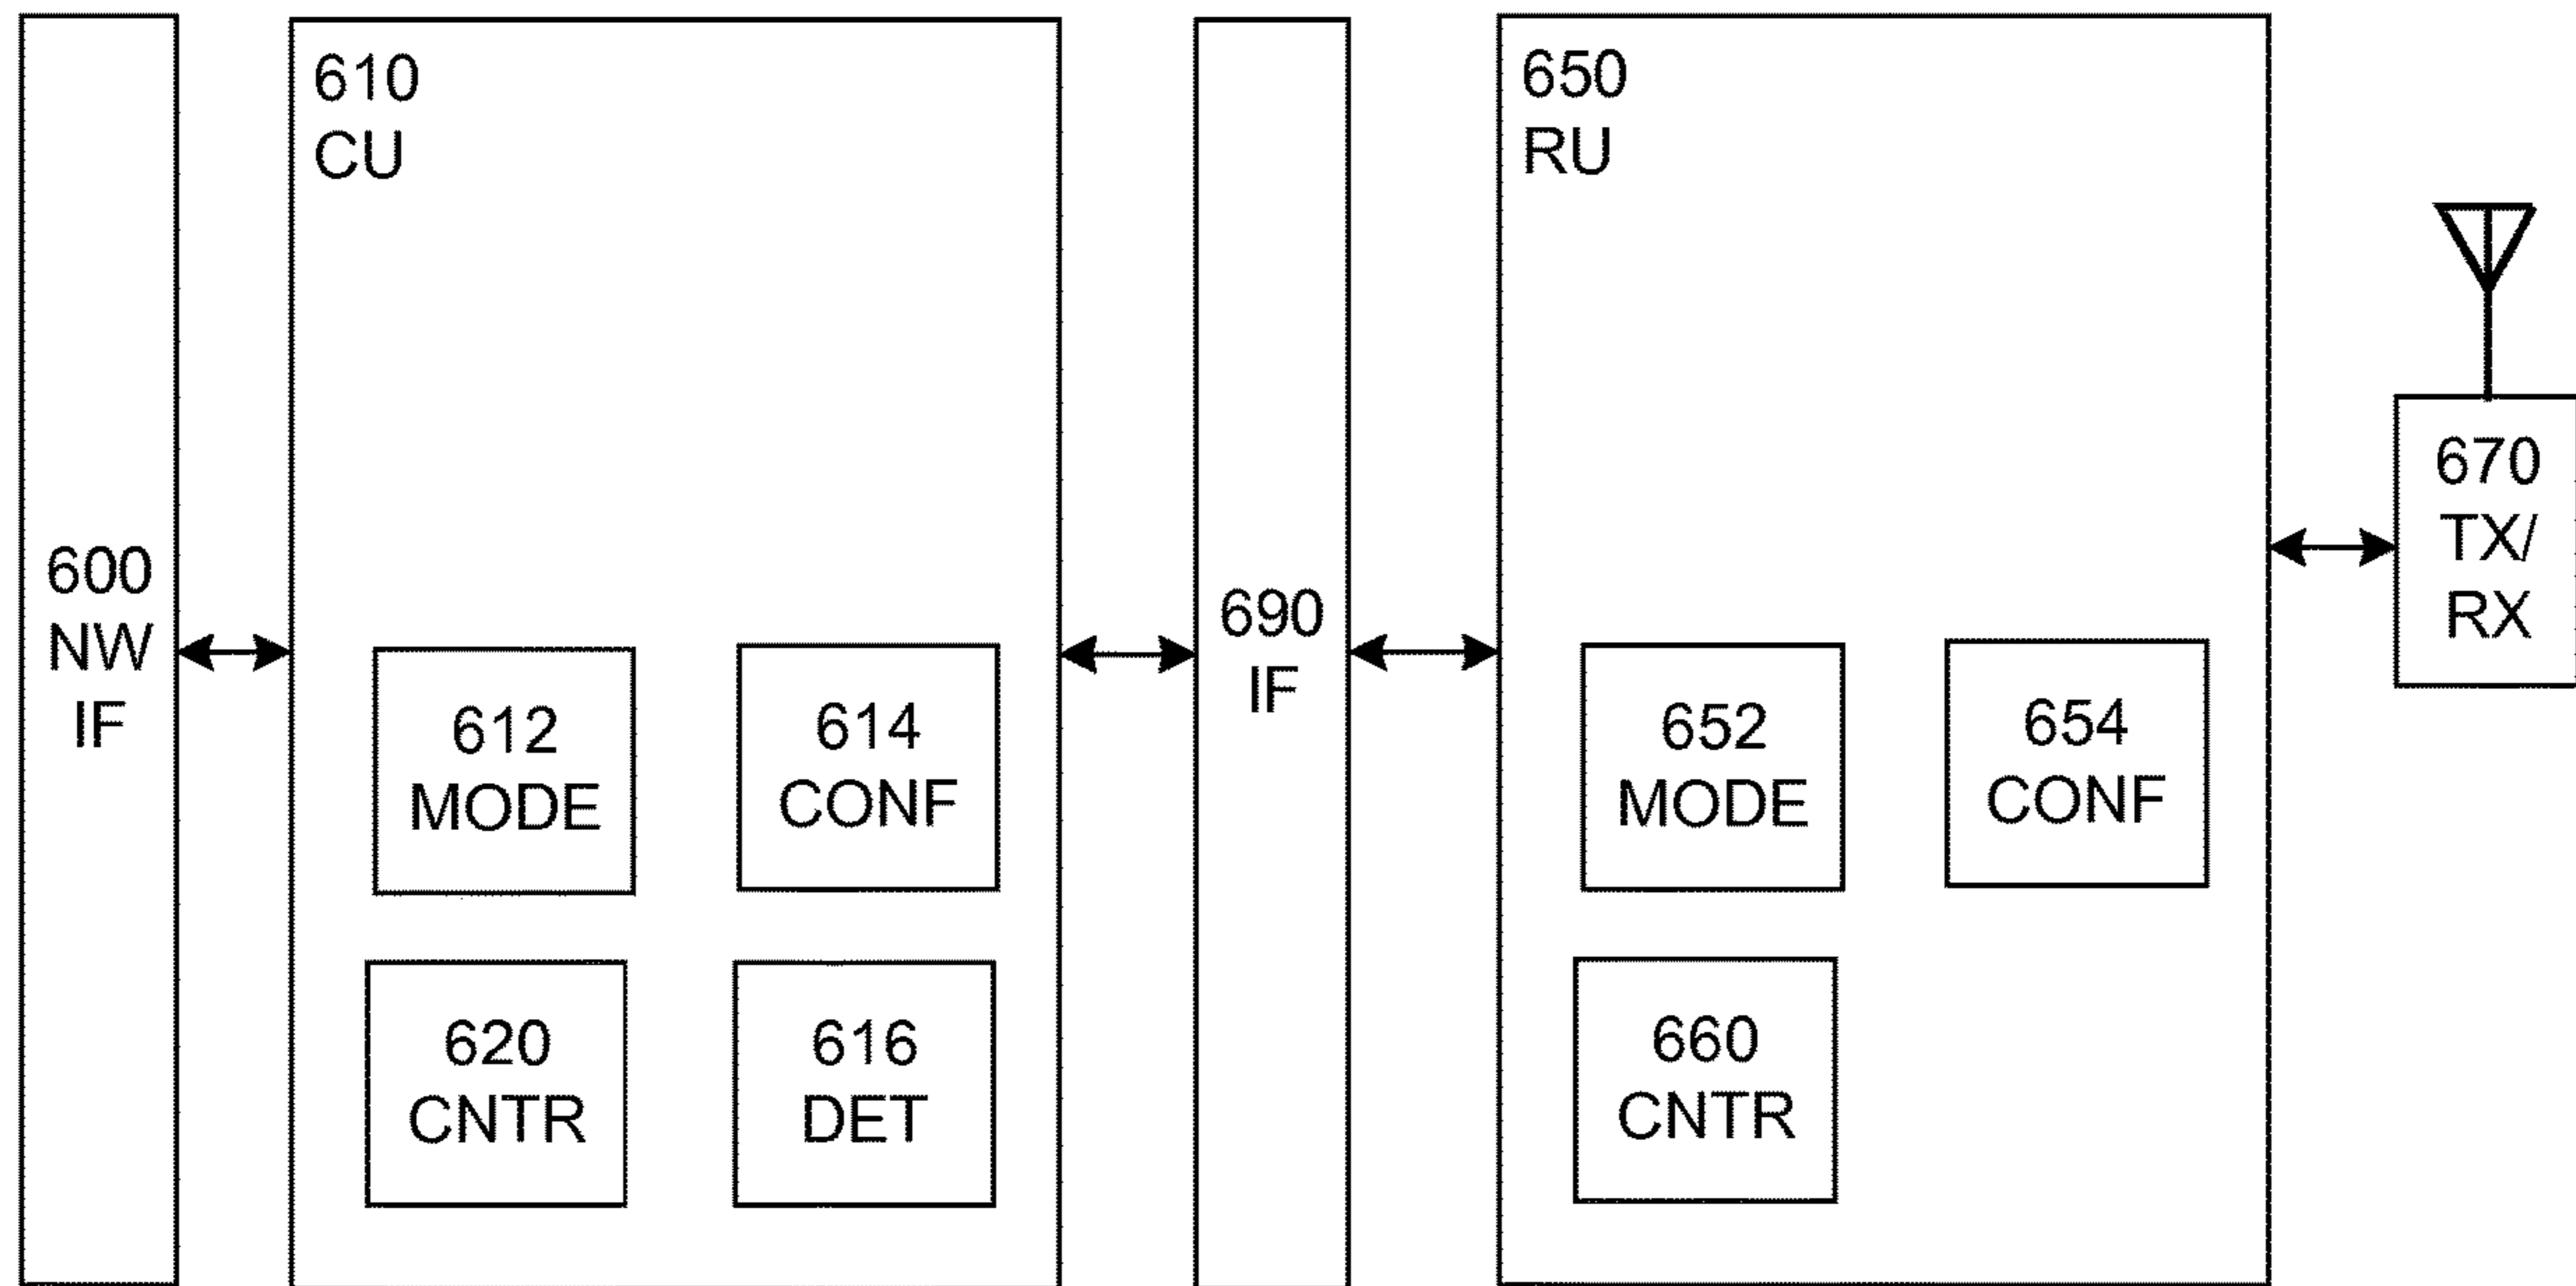 600
NW
IF
610
CU
612
MODE
614
CONF
620
CNTR
616
DET
690
IF
650
RU
652
MODE
654
CONF
660
CNTR
670
TX/
RX